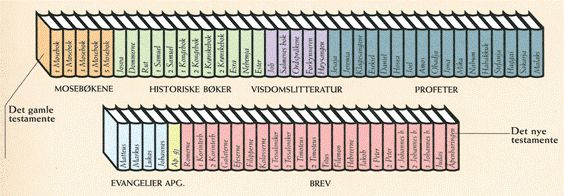 1 Mosebok
2 Mosebok
3 Mosebok
4 Mosebok
5 Mosebok
Josva
Dommerne
Rut
1 Samuel
2 Samuel
1 Kongebok
2 Kongebok
1 Krønikebok
2 Krønikebok
Esra
Nehemja
Ester
Job
Salmenes bok
Ordspråkene
Forkynneren
Høysangen
Jesaja
Jeremia
Klagesangene
Esekiel
Daniel
Hosea
Joel
Amos
Obadja
Jona
Mika
Nahum
Habakkuk
Sefanja
Haggai
Sakarja
Malaki
MOSEBØKENE HISTORISKE BØKER VISDOMSLITTERATUR PROFETER
Det gamle
testamente
Matteus
Markus
Lukas
Johannes
Ap. gj.
Romerne
1 Korinterb
2 Korinterb
Galaterne
Efeserne
Filipperne
Kolosserne
1 Tessaloniker
2 Tessaloniker
1 Timoteus
2 Timoteus
Titus
Filemon
Hebreerne
Jakob
1 Peter
2 Peter
1 Johannes b
2 Johannes b
3 Johannes b
Judas
Åpenbaringen
Det nye
testamente
EVANGELIER APG. BREV